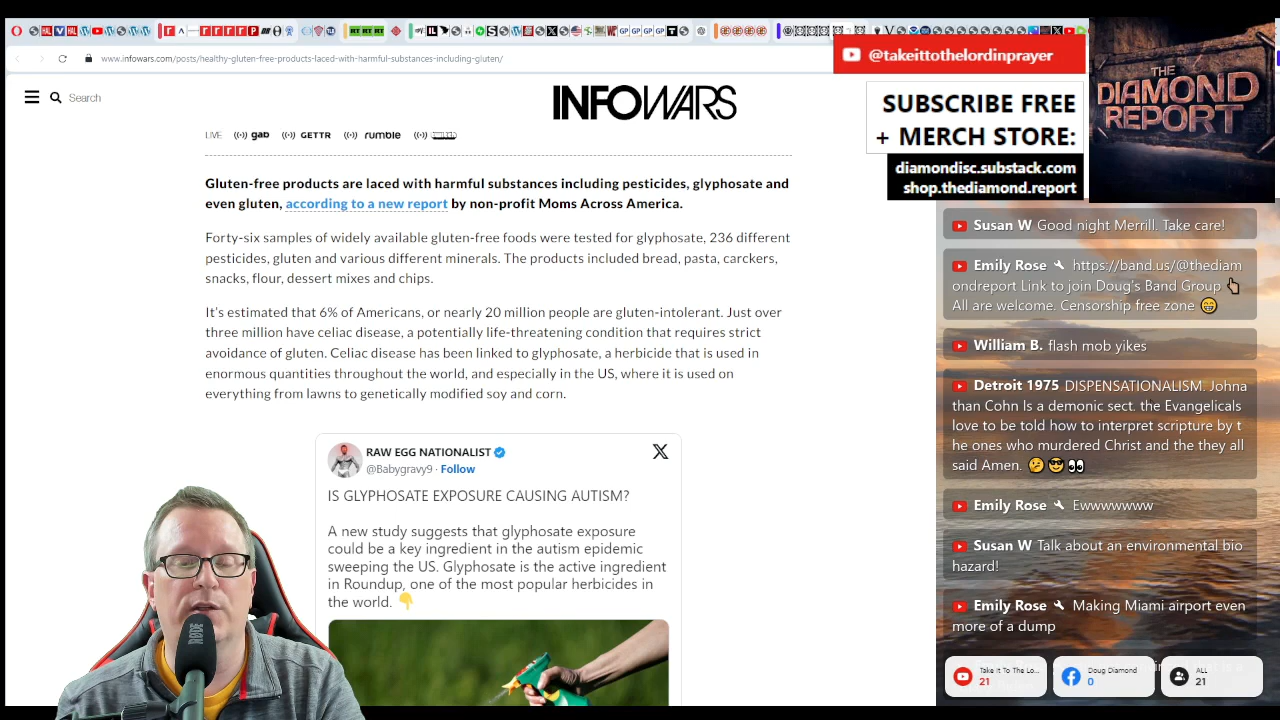 www.infowars.com/posts/healthy-gluten-free-products-laced-with-harmful-substances-including-gluten/
@takeittothelordinprayer
THE
DIAMOND
REPORT
SUBSCRIBE FREE
+ MERCH STORE:
diamondisc.substack.com
shop.thediamond.report
Search
INFOWARS
LIVE
gab
GETTR
rumble
Gluten-free products are laced with harmful substances including pesticides, glyphosate and
even gluten, according to a new report by non-profit Moms Across America.
Forty-six samples of widely available gluten-free foods were tested for glyphosate, 236 different
pesticides, gluten and various different minerals. The products included bread, pasta, carckers,
snacks, flour, dessert mixes and chips.
It's estimated that 6% of Americans, or nearly 20 million people are gluten-intolerant. Just over
three million have celiac disease, a potentially life-threatening condition that requires strict
avoidance of gluten. Celiac disease has been linked to glyphosate, a herbicide that is used in
enormous quantities throughout the world, and especially in the US, where it is used on
everything from lawns to genetically modified soy and corn.
RAW EGG NATIONALIST
@Babygravy9 · Follow
IS GLYPHOSATE EXPOSURE CAUSING AUTISM?
A new study suggests that glyphosate exposure
could be a key ingredient in the autism epidemic
sweeping the US. Glyphosate is the active ingredient
in Roundup, one of the most popular herbicides in
the world. 👇
RØDE
Susan W Good night Merrill. Take care!
Emily Rose https://band.us/@thediam
ondreport Link to join Doug's Band Group 👆
All are welcome. Censorship free zone 😁
William B. flash mob yikes
Detroit 1975 DISPENSATIONALISM. Johna
than Cohn Is a demonic sect. the Evangelicals
love to be told how to interpret scripture by t
he ones who murdered Christ and the they all
said Amen. 🤔😎👀
Emily Rose Ewwwwwww
Susan W Talk about an environmental bio
hazard!
Emily Rose Making Miami airport even
more of a dump
Take It To The Lo...
21
Doug Diamond
0
ALL
21